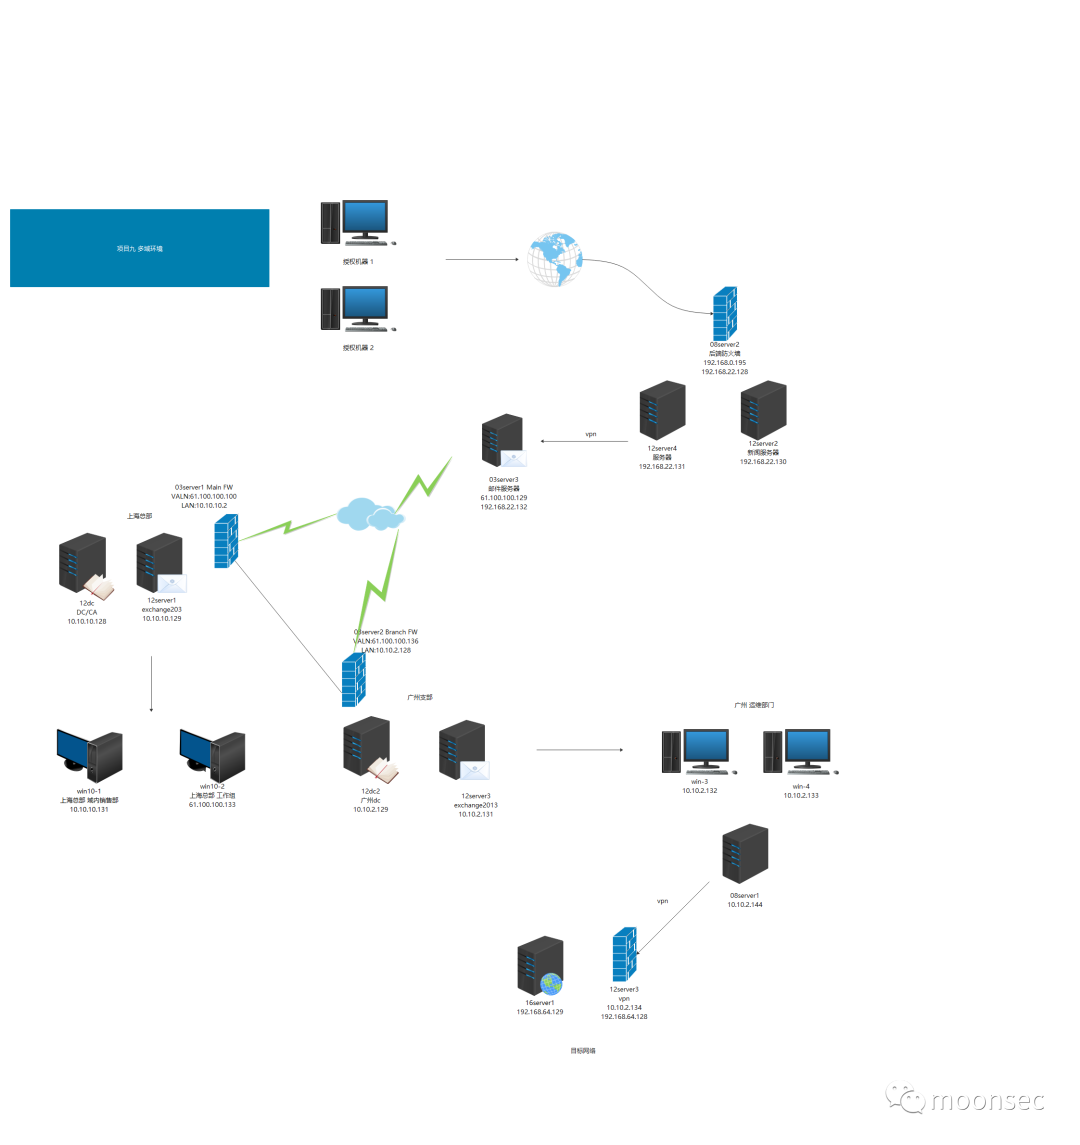 项目九 多域环境
授权机器 1
授权机器 2
08server2
后端防火墙
192.168.0.195
192.168.22.128
vpn
12server4
服务器
192.168.22.131
12server2
新闻服务器
192.168.22.130
03server3
邮件服务器
61.100.100.129
192.168.22.132
03server1 Main FW
VALN:61.100.100.100
LAN:10.10.10.2
上海总部
12dc
DC/CA
10.10.10.128
12server1
exchange203
10.10.10.129
03server2 Branch FW
VALN:61.100.100.136
LAN:10.10.2.128
广州支部
广州 运维部门
win10-1
上海总部 域内销售部
10.10.10.131
win10-2
上海总部 工作组
61.100.100.133
12dc2
广州dc
10.10.2.129
12server3
exchange2013
10.10.2.131
win-3
10.10.2.132
win-4
10.10.2.133
08server1
10.10.2.144
vpn
16server1
192.168.64.129
12server3
vpn
10.10.2.134
192.168.64.128
目标网络
moonsec